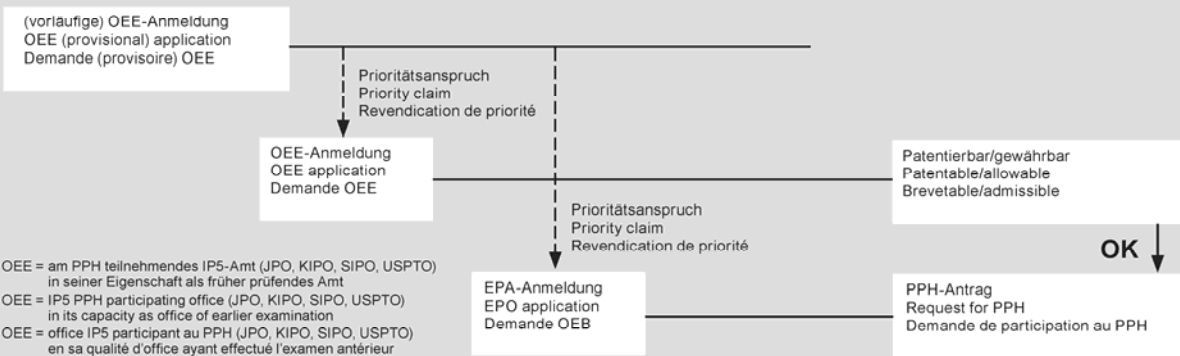 (vorläufige) OEE-Anmeldung
OEE (provisional) application
Demande (provisoire) OEE
Prioritätsanspruch
Priority claim
Revendication de priorité
OEE-Anmeldung
OEE application
Demande OEE
Patentierbar/gewährbar
Patentable/allowable
Brevetable/admissible
Prioritätsanspruch
Priority claim
Revendication de priorité
OK
OEE = am PPH teilnehmendes IP5-Amt (JPO, KIPO, SIPO, USPTO)
in seiner Eigenschaft als früher prüfendes Amt
OEE = IP5 PPH participating office (JPO, KIPO, SIPO, USPTO)
in its capacity as office of earlier examination
OEE = office IP5 participant au PPH (JPO, KIPO, SIPO, USPTO)
en sa qualité d'office ayant effectué l'examen antérieur
EPA-Anmeldung
EPO application
Demande OEB
PPH-Antrag
Request for PPH
Demande de participation au PPH